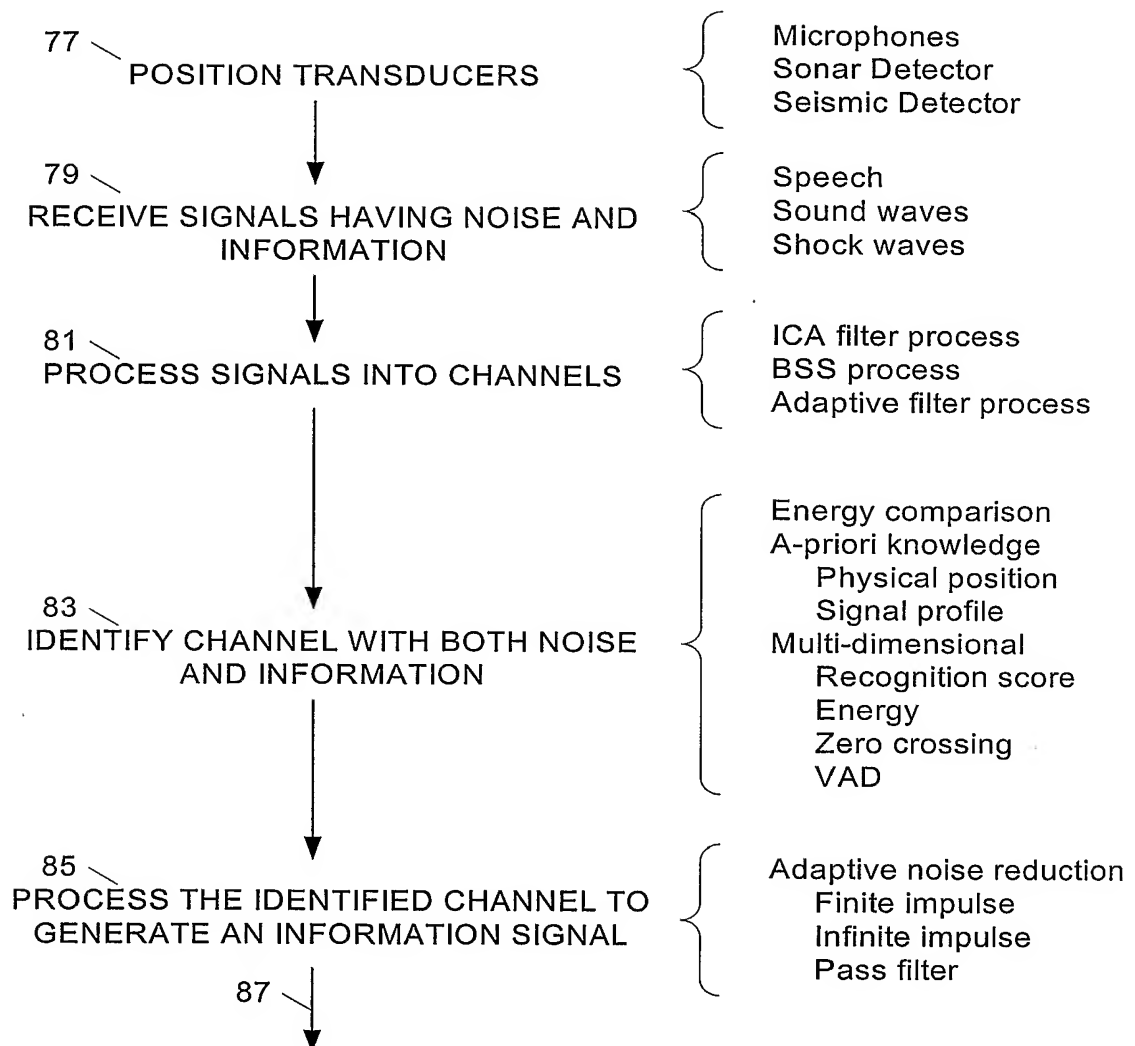 77
POSITION TRANSDUCERS
Microphones
Sonar Detector
Seismic Detector
79
RECEIVE SIGNALS HAVING NOISE AND
INFORMATION
Speech
Sound waves
Shock waves
81
PROCESS SIGNALS INTO CHANNELS
ICA filter process
BSS process
Adaptive filter process
83
IDENTIFY CHANNEL WITH BOTH NOISE
AND INFORMATION
Energy comparison
A-priori knowledge
Physical position
Signal profile
Multi-dimensional
Recognition score
Energy
Zero crossing
VAD
85
PROCESS THE IDENTIFIED CHANNEL TO
GENERATE AN INFORMATION SIGNAL
Adaptive noise reduction
Finite impulse
Infinite impulse
Pass filter
87